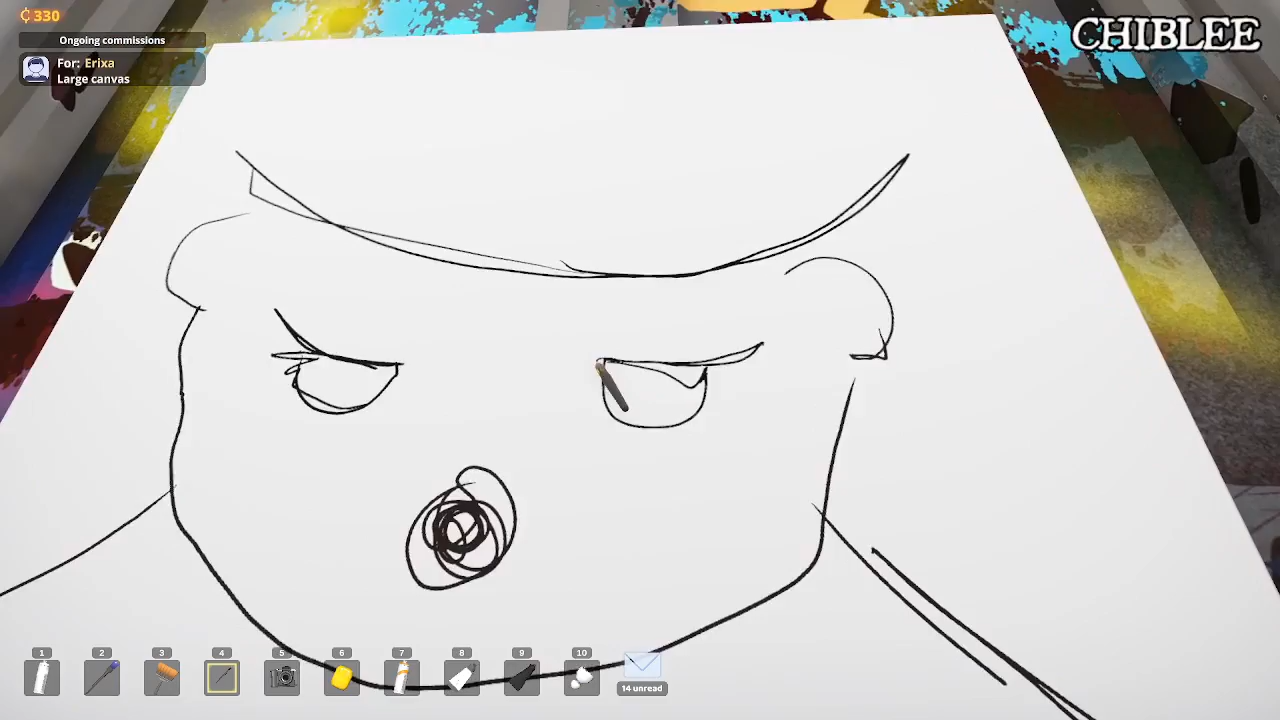 ₵ 330
Ongoing commissions
For: Erixa
Large canvas
CHIBLEE
1 2 3 4 5 6 7 8 9 10
14 unread